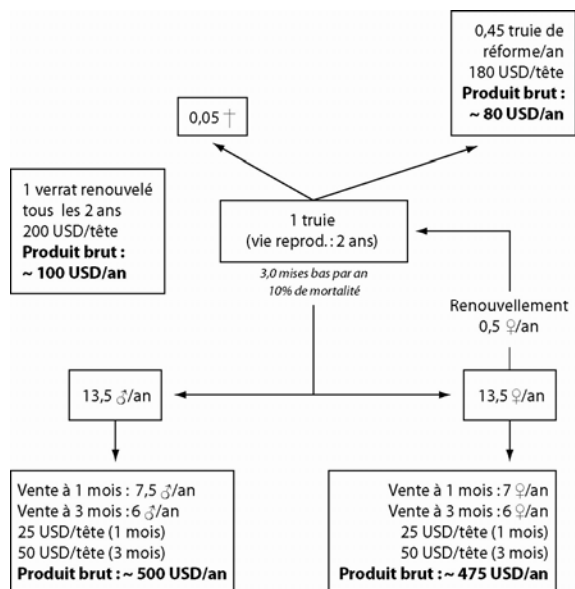 0,45 truie de
réforme/an
180 USD/tête
Produit brut :
~ 80 USD/an
0,05 †
1 verrat renouvelé
tous les 2 ans
200 USD/tête
Produit brut :
~ 100 USD/an
1 truie
(vie reprod. : 2 ans)
3,0 mises bas par an
10% de mortalité
Renouvellement
0,5 ♀/an
13,5 ♂/an
13,5 ♀/an
Vente à 1 mois : 7,5 ♂/an
Vente à 3 mois : 6 ♂/an
25 USD/tête (1 mois)
50 USD/tête (3 mois)
Produit brut : ~ 500 USD/an
Vente à 1 mois : 7 ♀/an
Vente à 3 mois : 6 ♀/an
25 USD/tête (1 mois)
50 USD/tête (3 mois)
Produit brut : ~ 475 USD/an